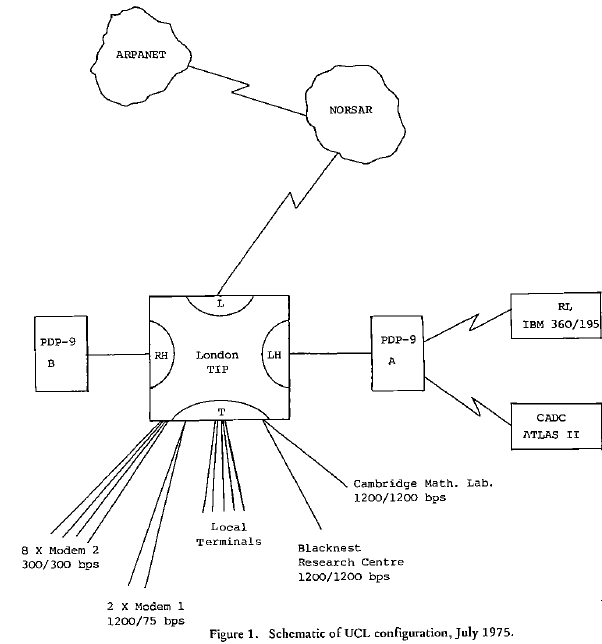 ARPANET
NORSAR
L
RL
IBM 360/195
PDP-9
B
RH
London
TIP
LH
PDP-9
A
T
CADC
ATLAS II
Cambridge Math. Lab.
1200/1200 bps
Local
Terminals
Blacknest
Research Centre
1200/1200 bps
8 X Modem 2
300/300 bps
2 X Modem 1
1200/75 bps
Figure 1. Schematic of UCL configuration, July 1975.